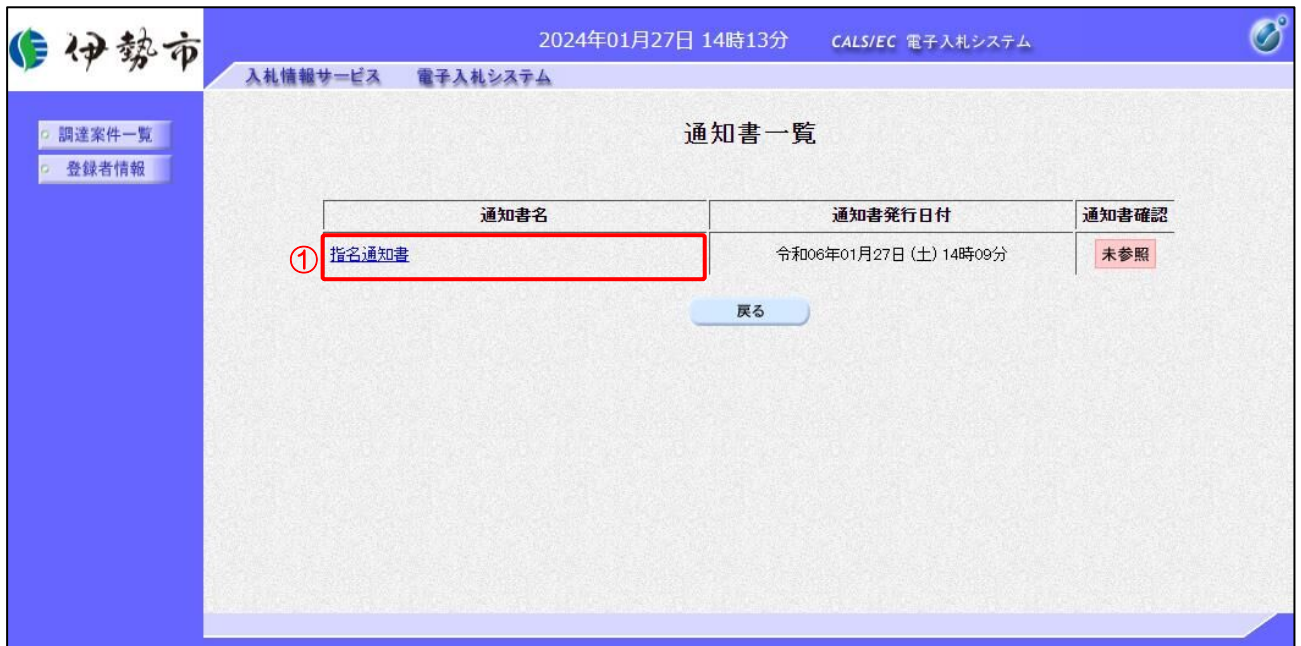 伊勢市
2024年01月27日 14時13分 CALS/EC 電子入札システム
入札情報サービス 電子入札システム
調達案件一覧
登録者情報
通知書一覧
通知書名 通知書発行日付 通知書確認
① 指名通知書 令和06年01月27日(土) 14時09分 未参照
戻る